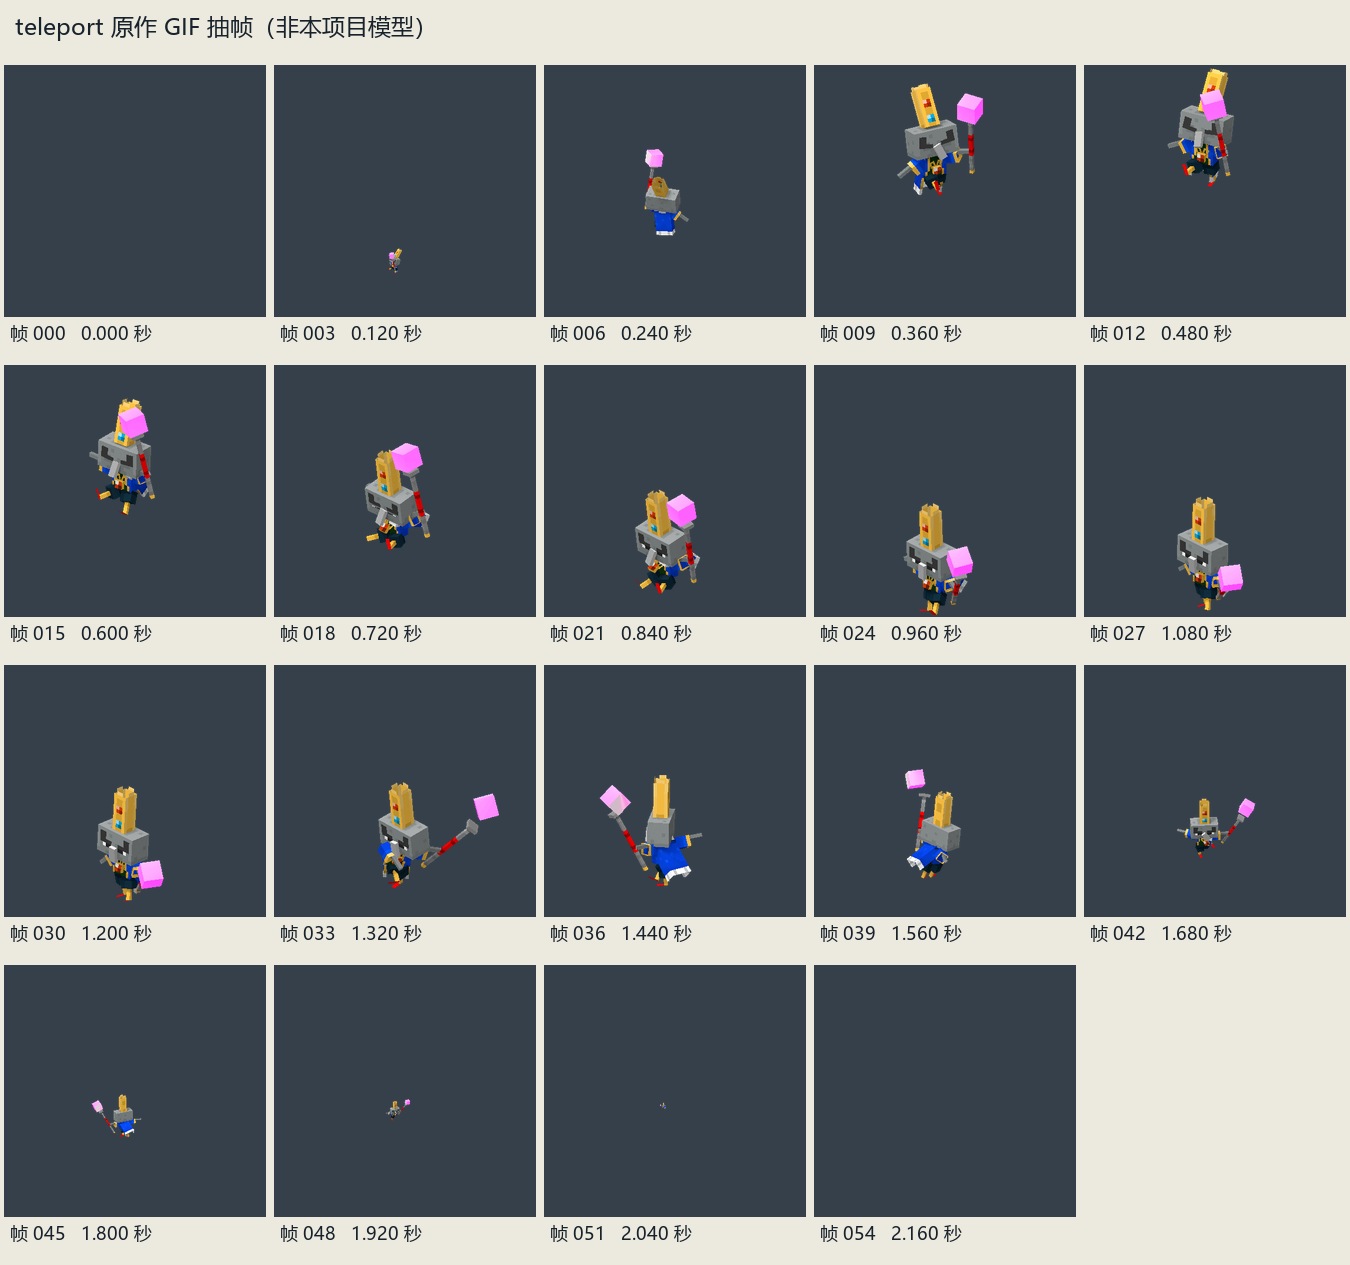 teleport 原作 GIF 抽帧（非本项目模型）
帧 000 0.000 秒
帧 003 0.120 秒
帧 006 0.240 秒
帧 009 0.360 秒
帧 012 0.480 秒
帧 015 0.600 秒
帧 018 0.720 秒
帧 021 0.840 秒
帧 024 0.960 秒
帧 027 1.080 秒
帧 030 1.200 秒
帧 033 1.320 秒
帧 036 1.440 秒
帧 039 1.560 秒
帧 042 1.680 秒
帧 045 1.800 秒
帧 048 1.920 秒
帧 051 2.040 秒
帧 054 2.160 秒